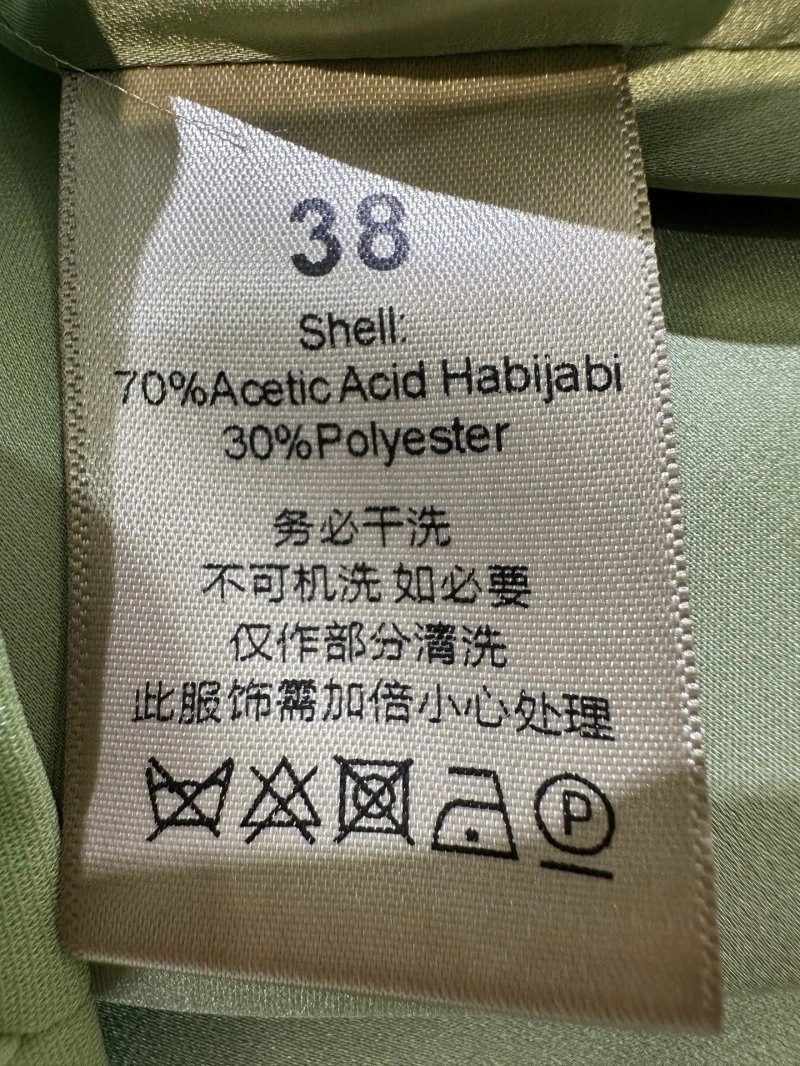 38
Shell:
70%Acetic Acid Habijabi
30%Polyester
务必干洗
不可机洗 如必要
仅作部分清洗
此服饰需加倍小心处理
P